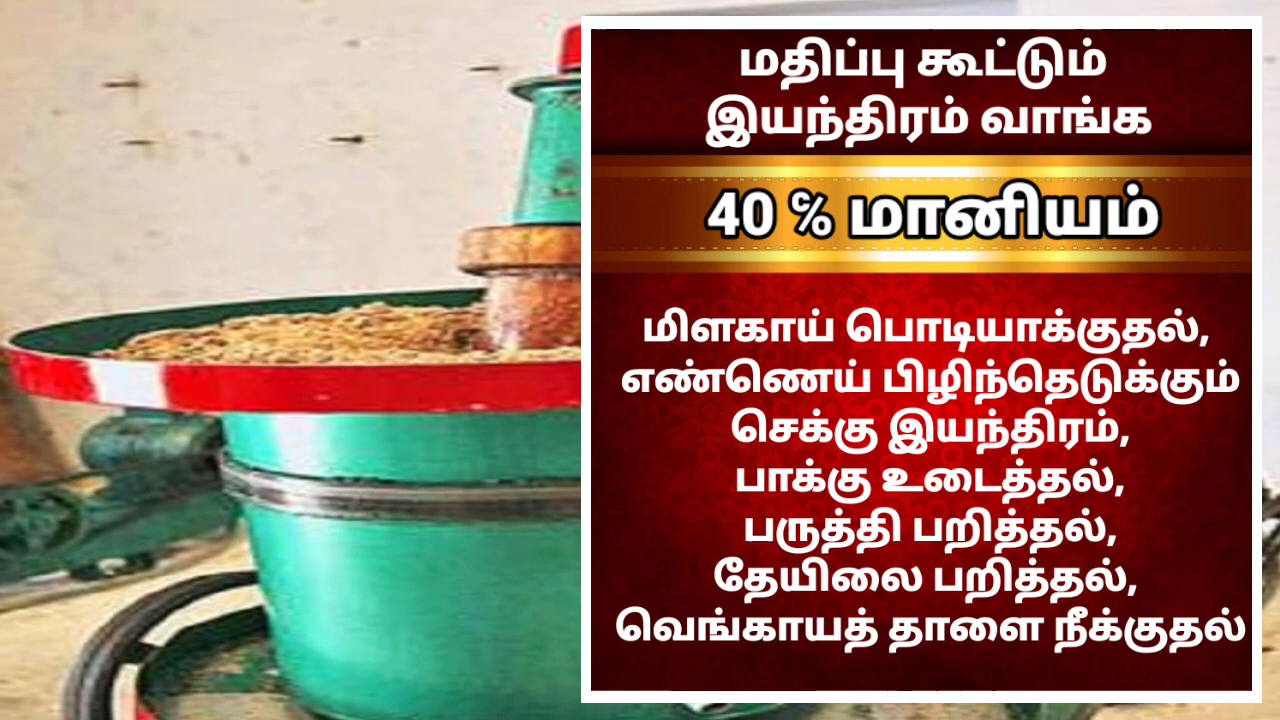 மதிப்பு கூட்டும்
இயந்திரம் வாங்க
40 % மானியம்
மிளகாய் பொடியாக்குதல்,
எண்ணெய் பிழிந்தெடுக்கும்
செக்கு இயந்திரம்,
பாக்கு உடைத்தல்,
பருத்தி பறித்தல்,
தேயிலை பறித்தல்,
வெங்காயத் தாளை நீக்குதல்